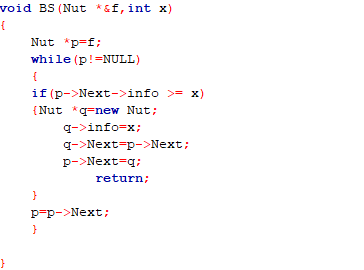 void BS(Nut *&f,int x)
{
Nut *p=f;
while(p!=NULL)
{
if(p->Next->info >= x)
{Nut *q=new Nut;
q->info=x;
q->Next=p->Next;
p->Next=q;
return;
}
p=p->Next;
}
}